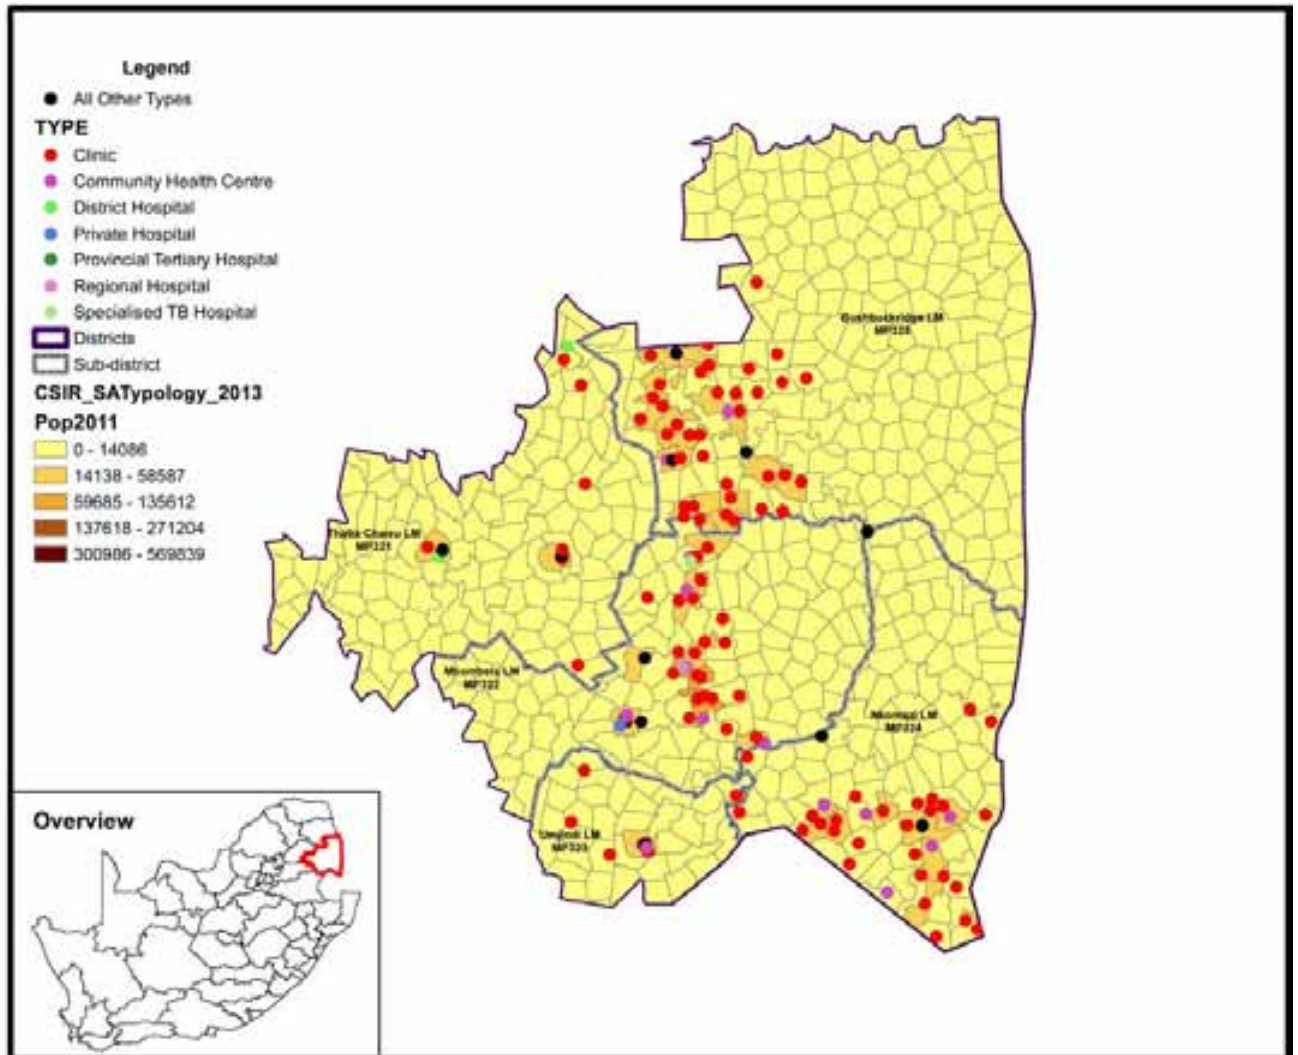 Legend
All Other Types
TYPE
Clinic
Community Health Centre
District Hospital
Private Hospital
Provincial Tertiary Hospital
Regional Hospital
Specialised TB Hospital
Districts
Sub-district
CSIR_SATypology_2013
Pop2011
0 - 14086
14138 - 58587
59685 - 135612
137618 - 271204
300986 - 569839
Bushbuckridge LM
MP325
Thaba Chweu LM
MP321
Mbombela LM
MP322
Nkomazi LM
MP324
Umjindi LM
MP323
Overview